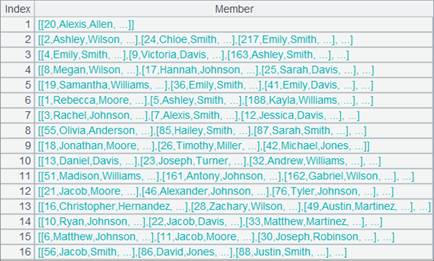 Index Member
1 [[20,Alexis,Allen, ...]]
2 [[2,Ashley,Wilson, ...],[24,Chloe,Smith, ...],[217,Emily,Smith, ...], ...]
3 [[4,Emily,Smith, ...],[9,Victoria,Davis, ...],[163,Ashley,Smith, ...], ...]
4 [[8,Megan,Wilson, ...],[17,Hannah,Johnson, ...],[25,Sarah,Davis, ...], ...]
5 [[19,Samantha,Williams, ...],[36,Emily,Smith, ...],[41,Emily,Davis, ...], ...]
6 [[1,Rebecca,Moore, ...],[5,Ashley,Smith, ...],[188,Kayla,Williams, ...], ...]
7 [[3,Rachel,Johnson, ...],[7,Alexis,Smith, ...],[12,Jessica,Davis, ...], ...]
8 [[55,Olivia,Anderson, ...],[85,Hailey,Smith, ...],[87,Sarah,Smith, ...], ...]
9 [[18,Jonathan,Moore, ...],[26,Timothy,Miller, ...],[42,Michael,Jones, ...]]
10 [[13,Daniel,Davis, ...],[23,Joseph,Turner, ...],[32,Andrew,Williams, ...], ...]
11 [[51,Madison,Williams, ...],[161,Antony,Johnson, ...],[162,Gabriel,Wilson, ...], ...]
12 [[21,Jacob,Moore, ...],[46,Alexander,Johnson, ...],[76,Tyler,Johnson, ...], ...]
13 [[16,Christopher,Hernandez, ...],[28,Zachary,Wilson, ...],[49,Austin,Martinez, ...], ...]
14 [[10,Ryan,Johnson, ...],[22,Jacob,Davis, ...],[33,Matthew,Martinez, ...], ...]
15 [[6,Matthew,Johnson, ...],[11,Jacob,Moore, ...],[30,Joseph,Robinson, ...], ...]
16 [[56,Jacob,Smith, ...],[86,David,Jones, ...],[88,Justin,Smith, ...], ...]